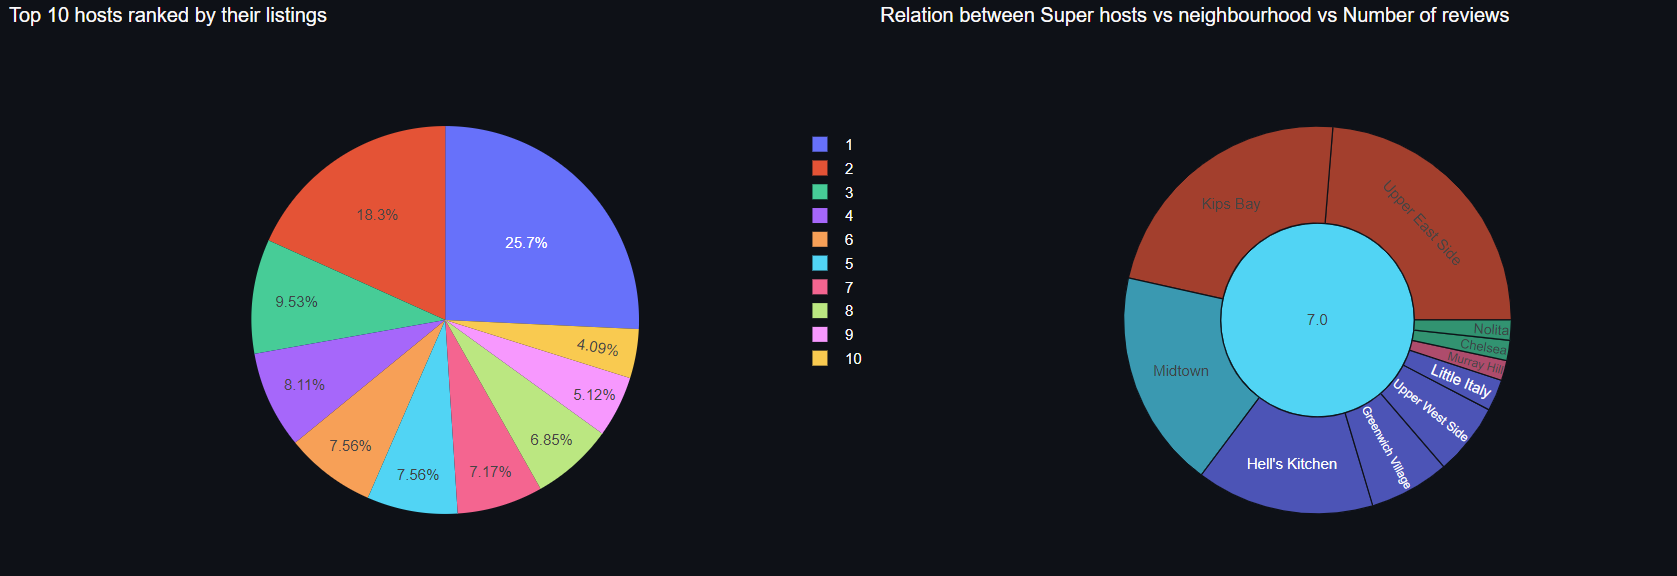 Top 10 hosts ranked by their listings
25.7%
18.3%
9.53%
8.11%
7.56%
7.56%
7.17%
6.85%
5.12%
4.09%
1
2
3
4
6
5
7
8
9
10
Relation between Super hosts vs neighbourhood vs Number of reviews
Kips Bay
Upper East Side
7.0
Midtown
Hell's Kitchen
Greenwich Village
Upper West Side
Little Italy
Murray Hill
Chelsea
Nolita